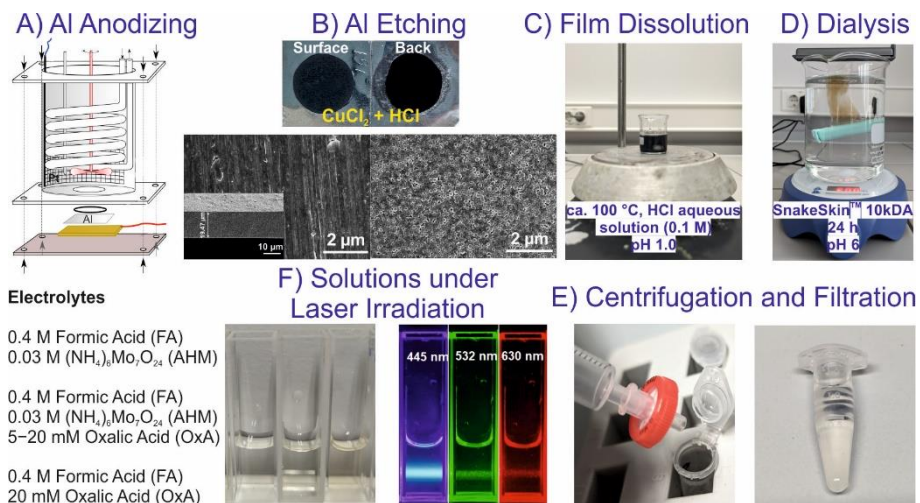 A) Al Anodizing
Pt
Al
B) Al Etching
Surface
Back
CuCl₂ + HCl
10 µm
2 µm
2 µm
C) Film Dissolution
ca. 100 °C, HCl aqueous
solution (0.1 M)
pH 1.0
D) Dialysis
SnakeSkin™ 10kDA
24 h
pH 6
Electrolytes
0.4 M Formic Acid (FA)
0.03 M (NH₄)₆Mo₇O₂₄ (AHM)
0.4 M Formic Acid (FA)
0.03 M (NH₄)₆Mo₇O₂₄ (AHM)
5–20 mM Oxalic Acid (OxA)
0.4 M Formic Acid (FA)
20 mM Oxalic Acid (OxA)
F) Solutions under
Laser Irradiation
445 nm
532 nm
630 nm
E) Centrifugation and Filtration